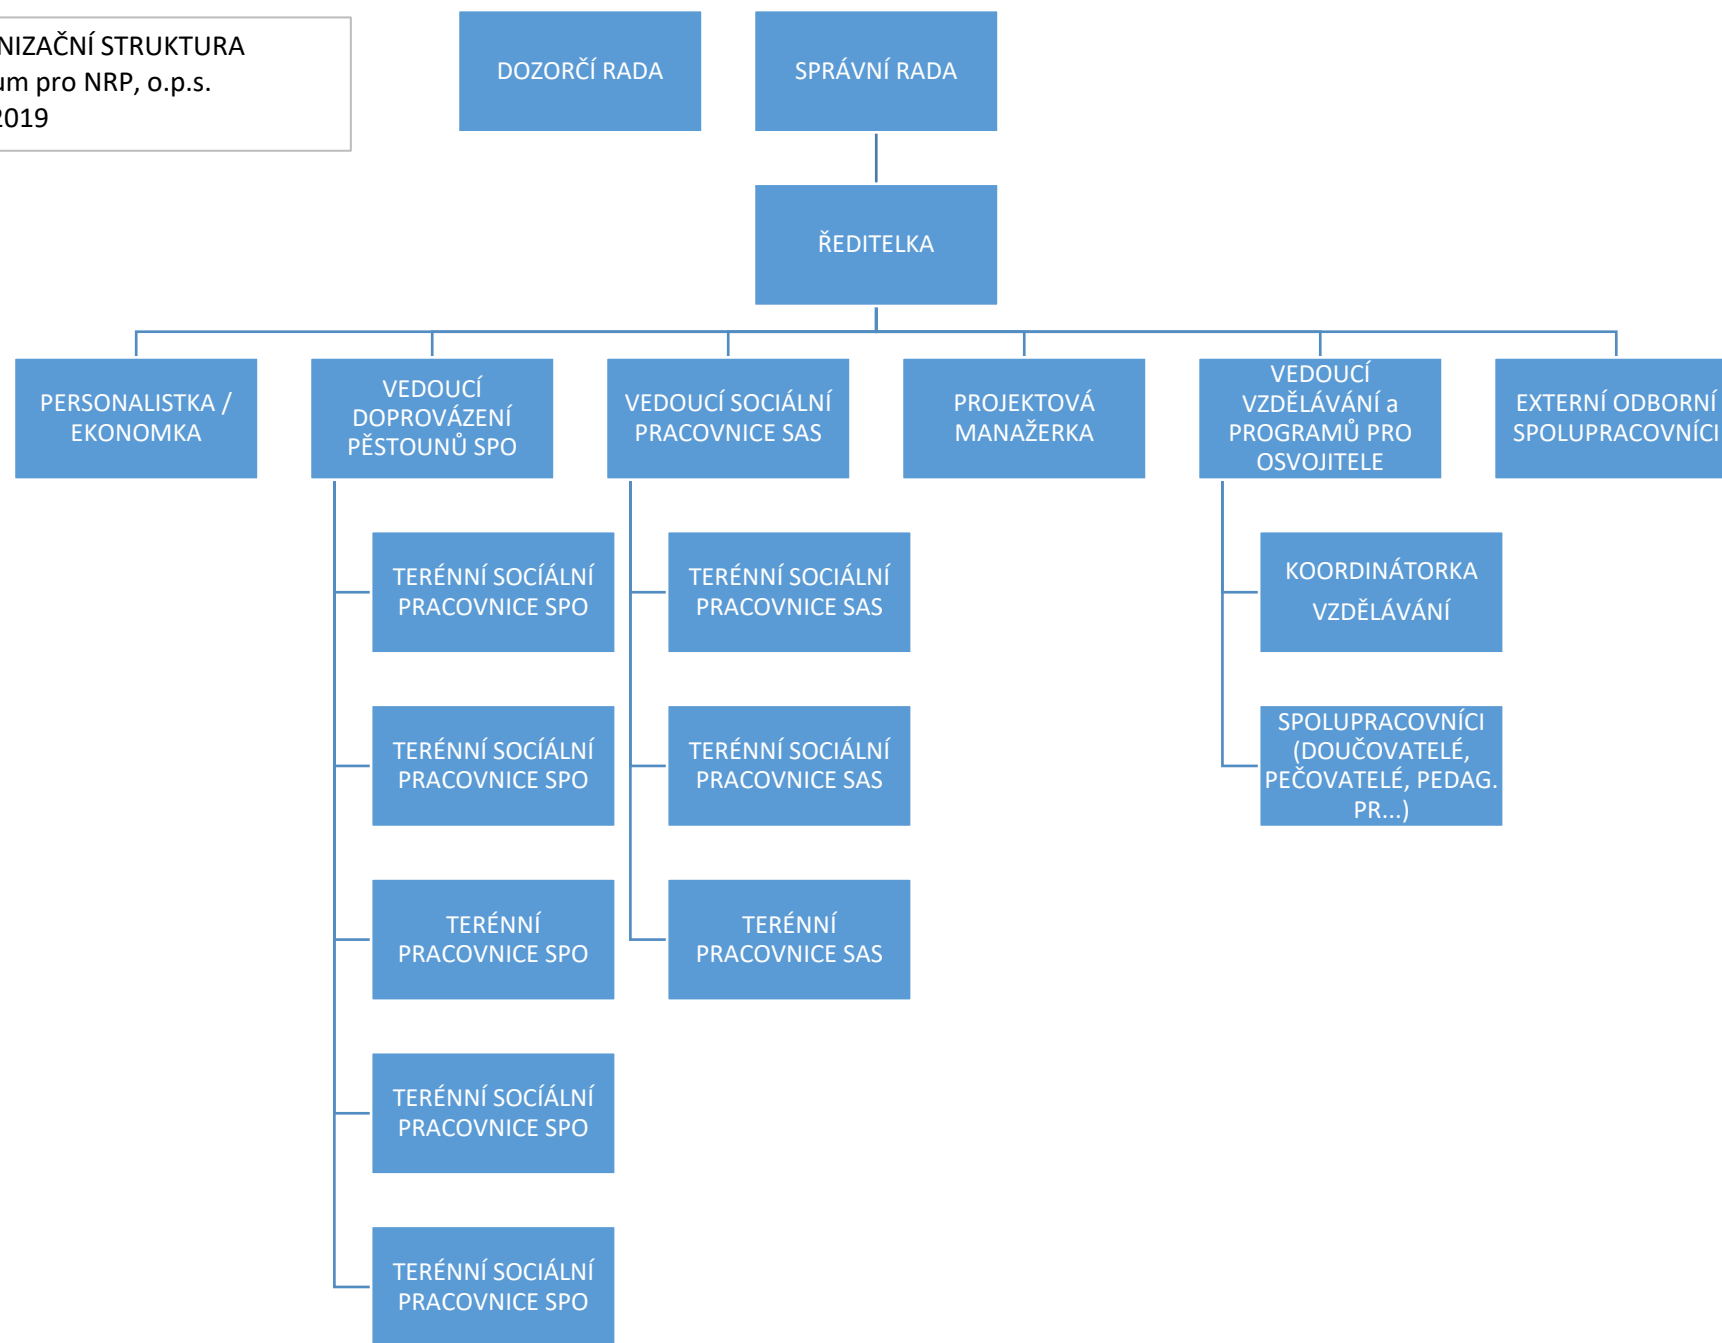 NIZAČNÍ STRUKTURA
um pro NRP, o.p.s.
2019
DOZORČÍ RADA
SPRÁVNÍ RADA
ŘEDITELKA
PERSONALISTKA /
EKONOMKA
VEDOUCÍ
DOPROVÁZENÍ
PĚSTOUNŮ SPO
VEDOUCÍ SOCIÁLNÍ
PRACOVNICE SAS
PROJEKTOVÁ
MANAŽERKA
VEDOUCÍ
VZDĚLÁVÁNÍ a
PROGRAMŮ PRO
OSVOJITELE
EXTERNÍ ODBORNÍ
SPOLUPRACOVNÍCI
TERÉNNÍ SOCÍÁLNÍ
PRACOVNICE SPO
TERÉNNÍ SOCÍÁLNÍ
PRACOVNICE SPO
TERÉNNÍ
PRACOVNICE SPO
TERÉNNÍ SOCÍÁLNÍ
PRACOVNICE SPO
TERÉNNÍ SOCIÁLNÍ
PRACOVNICE SPO
TERÉNNÍ SOCIÁLNÍ
PRACOVNICE SAS
TERÉNNÍ SOCIÁLNÍ
PRACOVNICE SAS
TERÉNNÍ
PRACOVNICE SAS
KOORDINÁTORKA
VZDĚLÁVÁNÍ
SPOLUPRACOVNÍCI
(DOUČOVATELÉ,
PEČOVATELÉ, PEDAG.
PR...)